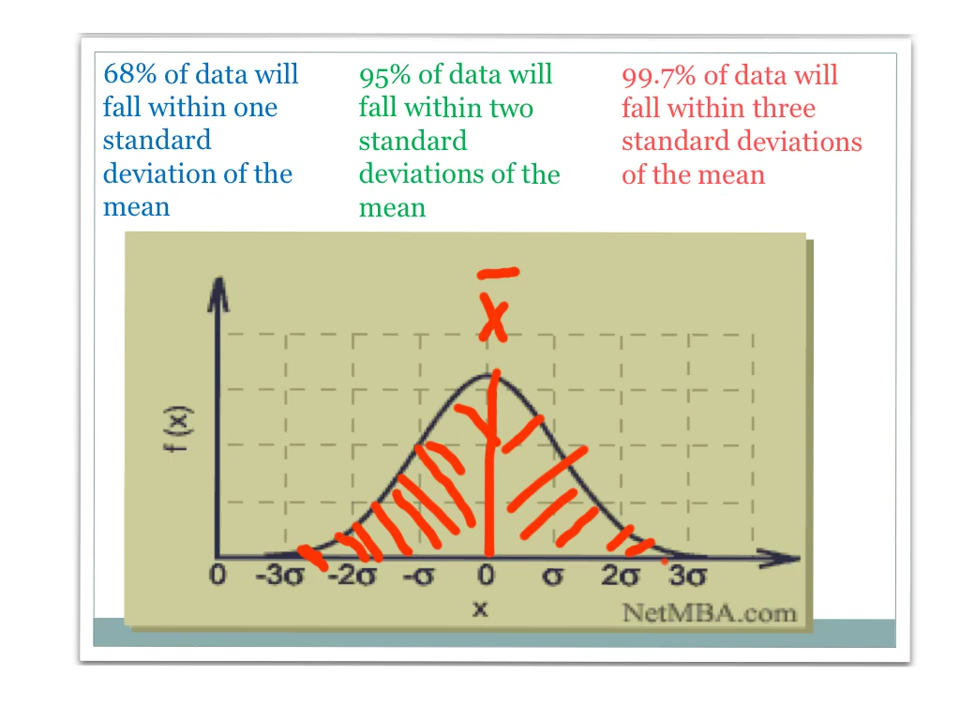 68% of data will
fall within one
standard
deviation of the
mean
95% of data will
fall within two
standard
deviations of the
mean
99.7% of data will
fall within three
standard deviations
of the mean
x̄
f (x)
0 -3σ -2σ -σ 0 σ 2σ 3σ
x
NetMBA.com